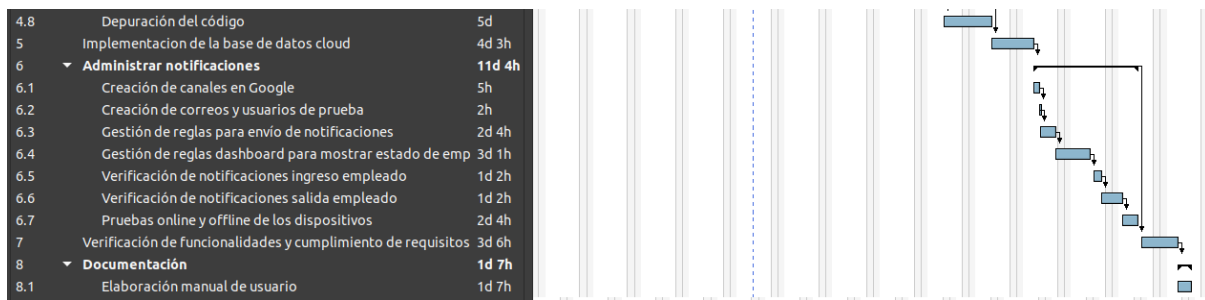 4.8 Depuración del código 5d
5 Implementacion de la base de datos cloud 4d 3h
6 Administrar notificaciones 11d 4h
6.1 Creación de canales en Google 5h
6.2 Creación de correos y usuarios de prueba 2h
6.3 Gestión de reglas para envío de notificaciones 2d 4h
6.4 Gestión de reglas dashboard para mostrar estado de emp 3d 1h
6.5 Verificación de notificaciones ingreso empleado 1d 2h
6.6 Verificación de notificaciones salida empleado 1d 2h
6.7 Pruebas online y offline de los dispositivos 2d 4h
7 Verificación de funcionalidades y cumplimiento de requisitos 3d 6h
8 Documentación 1d 7h
8.1 Elaboración manual de usuario 1d 7h